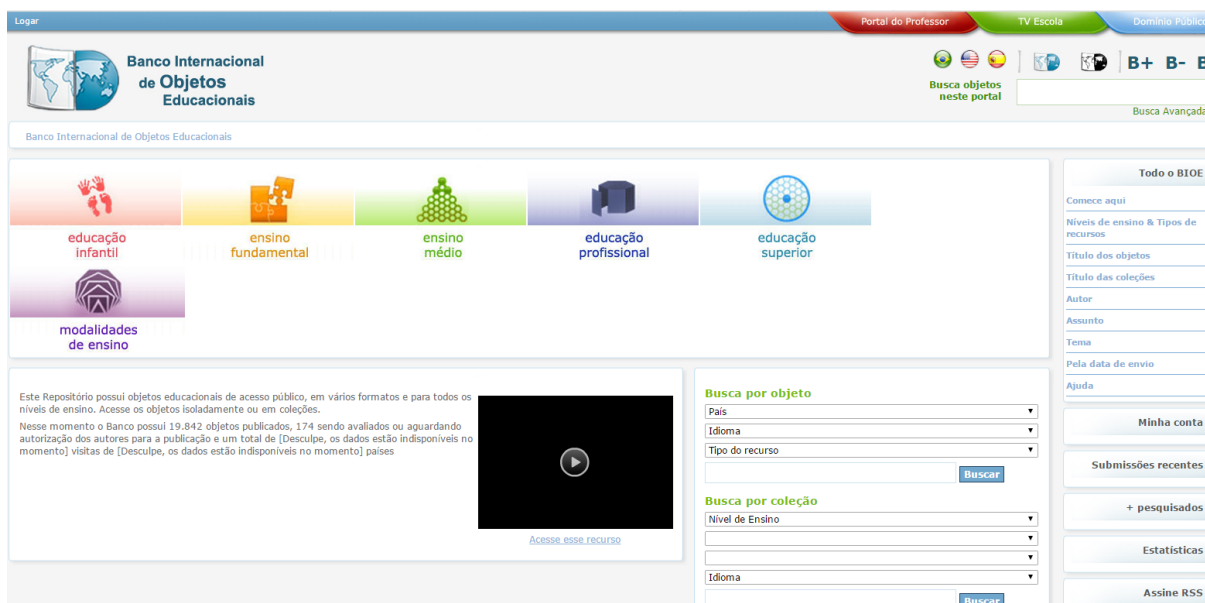 Logar
Portal do Professor
TV Escola
Domínio Público
Banco Internacional
de Objetos
Educacionais
B+ B-
Busca objetos
neste portal
Busca Avançada
Banco Internacional de Objetos Educacionais
educação
infantil
ensino
fundamental
ensino
médio
educação
profissional
educação
superior
modalidades
de ensino
Este Repositório possui objetos educacionais de acesso público, em vários formatos e para todos os
níveis de ensino. Acesse os objetos isoladamente ou em coleções.
Nesse momento o Banco possui 19.842 objetos publicados, 174 sendo avaliados ou aguardando
autorização dos autores para a publicação e um total de [Desculpe, os dados estão indisponíveis no
momento] visitas de [Desculpe, os dados estão indisponíveis no momento] países
Acesse esse recurso
Busca por objeto
País
Idioma
Tipo do recurso
Buscar
Busca por coleção
Nível de Ensino
Idioma
Buscar
Todo o BIOE
Comece aqui
Níveis de ensino & Tipos de
recursos
Título dos objetos
Título das coleções
Autor
Assunto
Tema
Pela data de envio
Ajuda
Minha conta
Submissões recentes
+ pesquisados
Estatísticas
Assine RSS